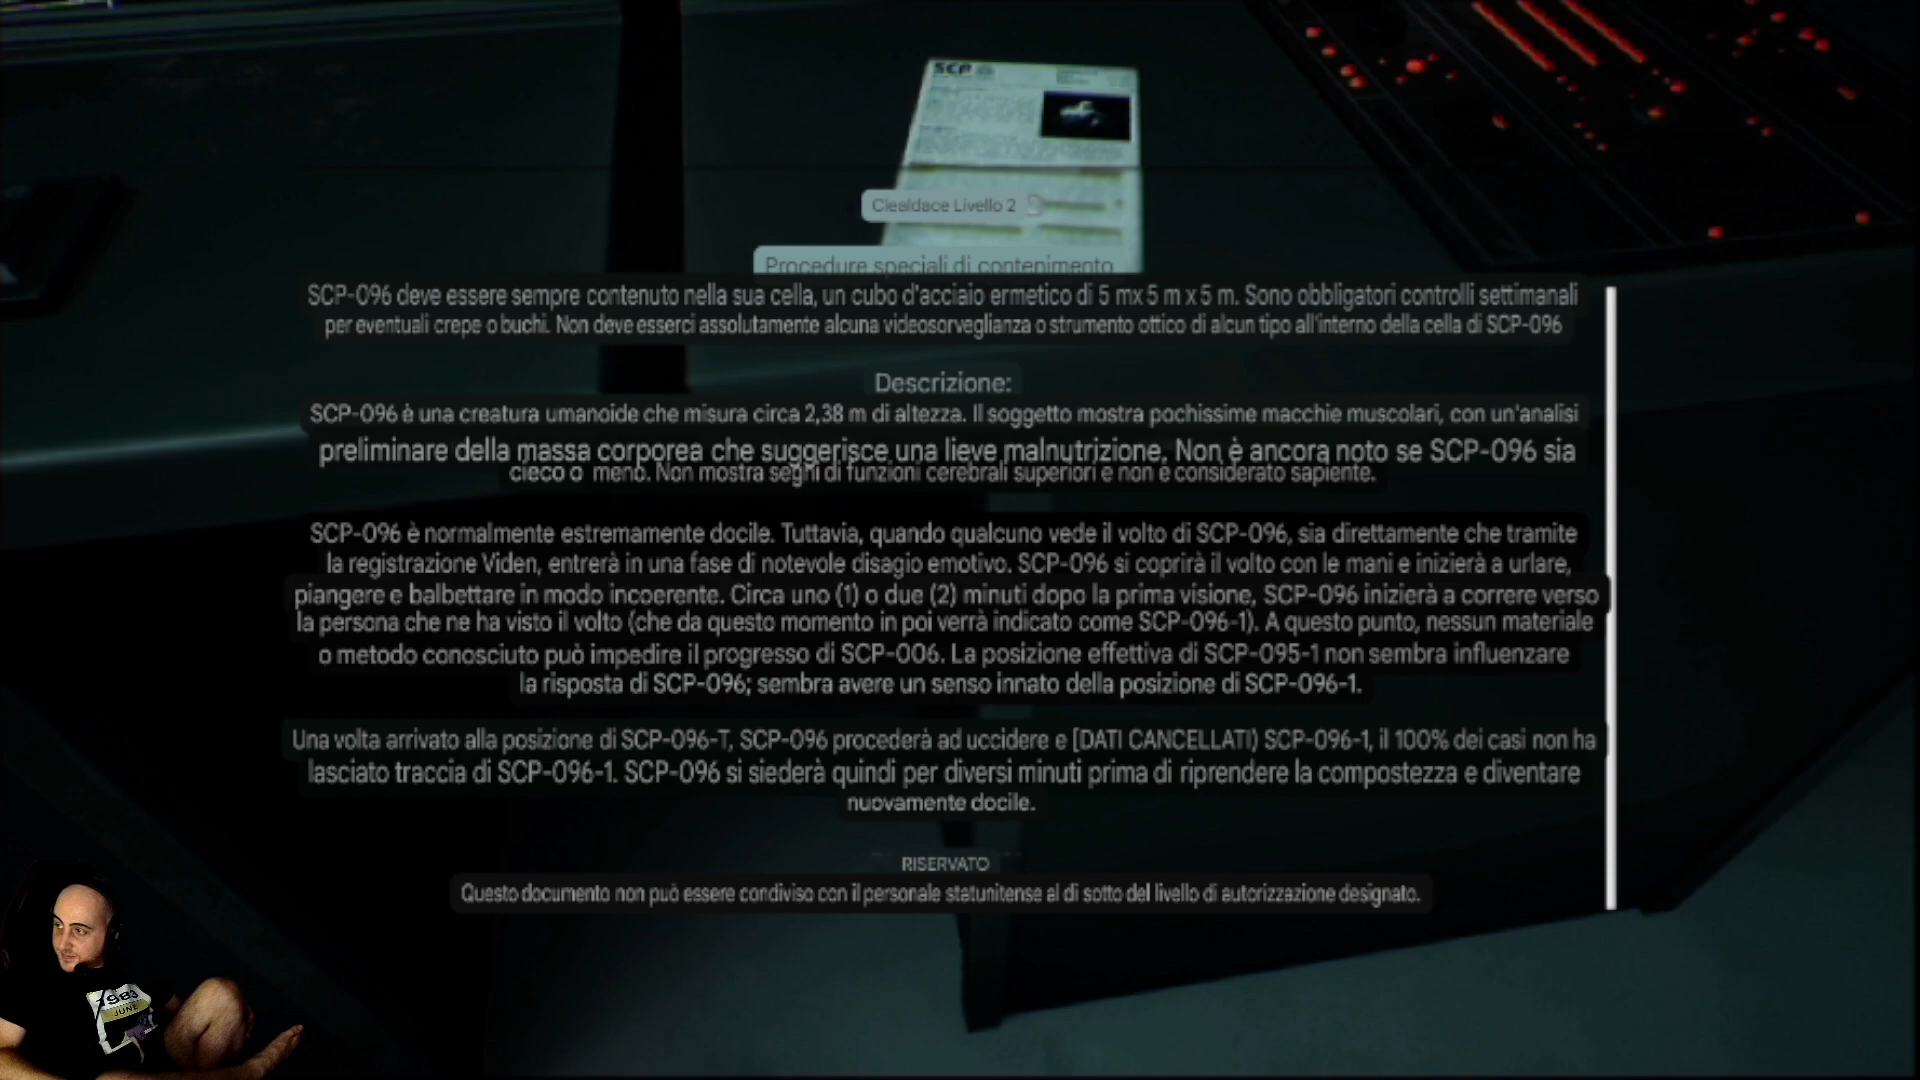 SCP
Clealdace Livello 2
Procedure speciali di contenimento
SCP-096 deve essere sempre contenuto nella sua cella, un cubo d'acciaio ermetico di 5 mx 5 m x 5 m. Sono obbligatori controlli settimanali
per eventuali crepe o buchi. Non deve esserci assolutamente alcuna videosorveglianza o strumento ottico di alcun tipo all'interno della cella di SCP-096
Descrizione:
SCP-096 è una creatura umanoide che misura circa 2,38 m di altezza. Il soggetto mostra pochissime macchie muscolari, con un'analisi
preliminare della massa corporea che suggerisce una lieve malnutrizione. Non è ancora noto se SCP-096 sia
cieco o meno. Non mostra segni di funzioni cerebrali superiori e non è considerato sapiente.
SCP-096 è normalmente estremamente docile. Tuttavia, quando qualcuno vede il volto di SCP-096, sia direttamente che tramite
la registrazione Viden, entrerà in una fase di notevole disagio emotivo. SCP-096 si coprirà il volto con le mani e inizierà a urlare,
piangere e balbettare in modo incoerente. Circa uno (1) o due (2) minuti dopo la prima visione, SCP-096 inizierà a correre verso
la persona che ne ha visto il volto (che da questo momento in poi verrà indicato come SCP-096-1). A questo punto, nessun materiale
o metodo conosciuto può impedire il progresso di SCP-006. La posizione effettiva di SCP-095-1 non sembra influenzare
la risposta di SCP-096; sembra avere un senso innato della posizione di SCP-096-1.
Una volta arrivato alla posizione di SCP-096-T, SCP-096 procederà ad uccidere e [DATI CANCELLATI) SCP-096-1, il 100% dei casi non ha
lasciato traccia di SCP-096-1. SCP-096 si siederà quindi per diversi minuti prima di riprendere la compostezza e diventare
nuovamente docile.
RISERVATO
Questo documento non può essere condiviso con il personale statunitense al di sotto del livello di autorizzazione designato.
1983
JUNE